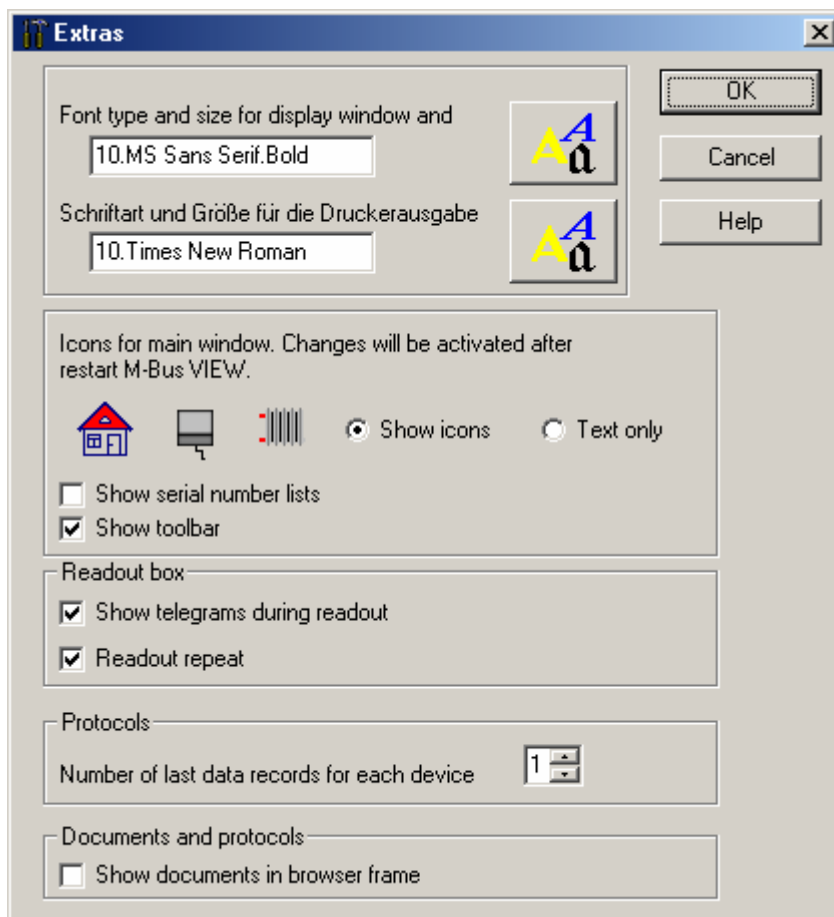 Extras
Font type and size for display window and
10.MS Sans Serif.Bold
Schriftart und Größe für die Druckerausgabe
10.Times New Roman
OK
Cancel
Help
Icons for main window. Changes will be activated after
restart M-Bus VIEW.
Show icons
Text only
Show serial number lists
Show toolbar
Readout box
Show telegrams during readout
Readout repeat
Protocols
Number of last data records for each device
1
Documents and protocols
Show documents in browser frame